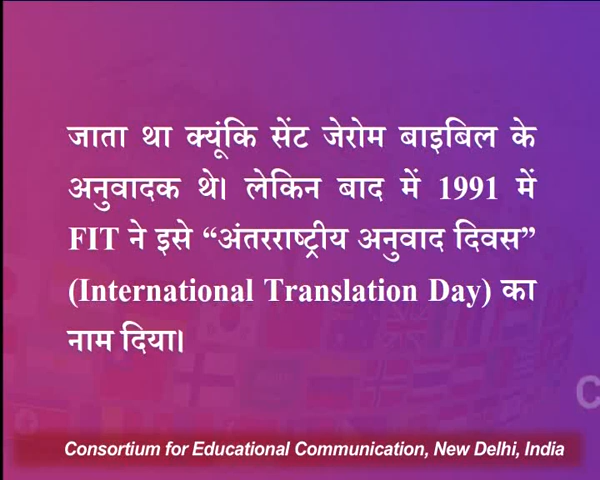 जाता था क्यूंकि सेंट जेरोम बाइबिल के
अनुवादक थे। लेकिन बाद में 1991 में
FIT ने इसे “अंतरराष्ट्रीय अनुवाद दिवस”
(International Translation Day) का
नाम दिया।
C
Consortium for Educational Communication, New Delhi, India